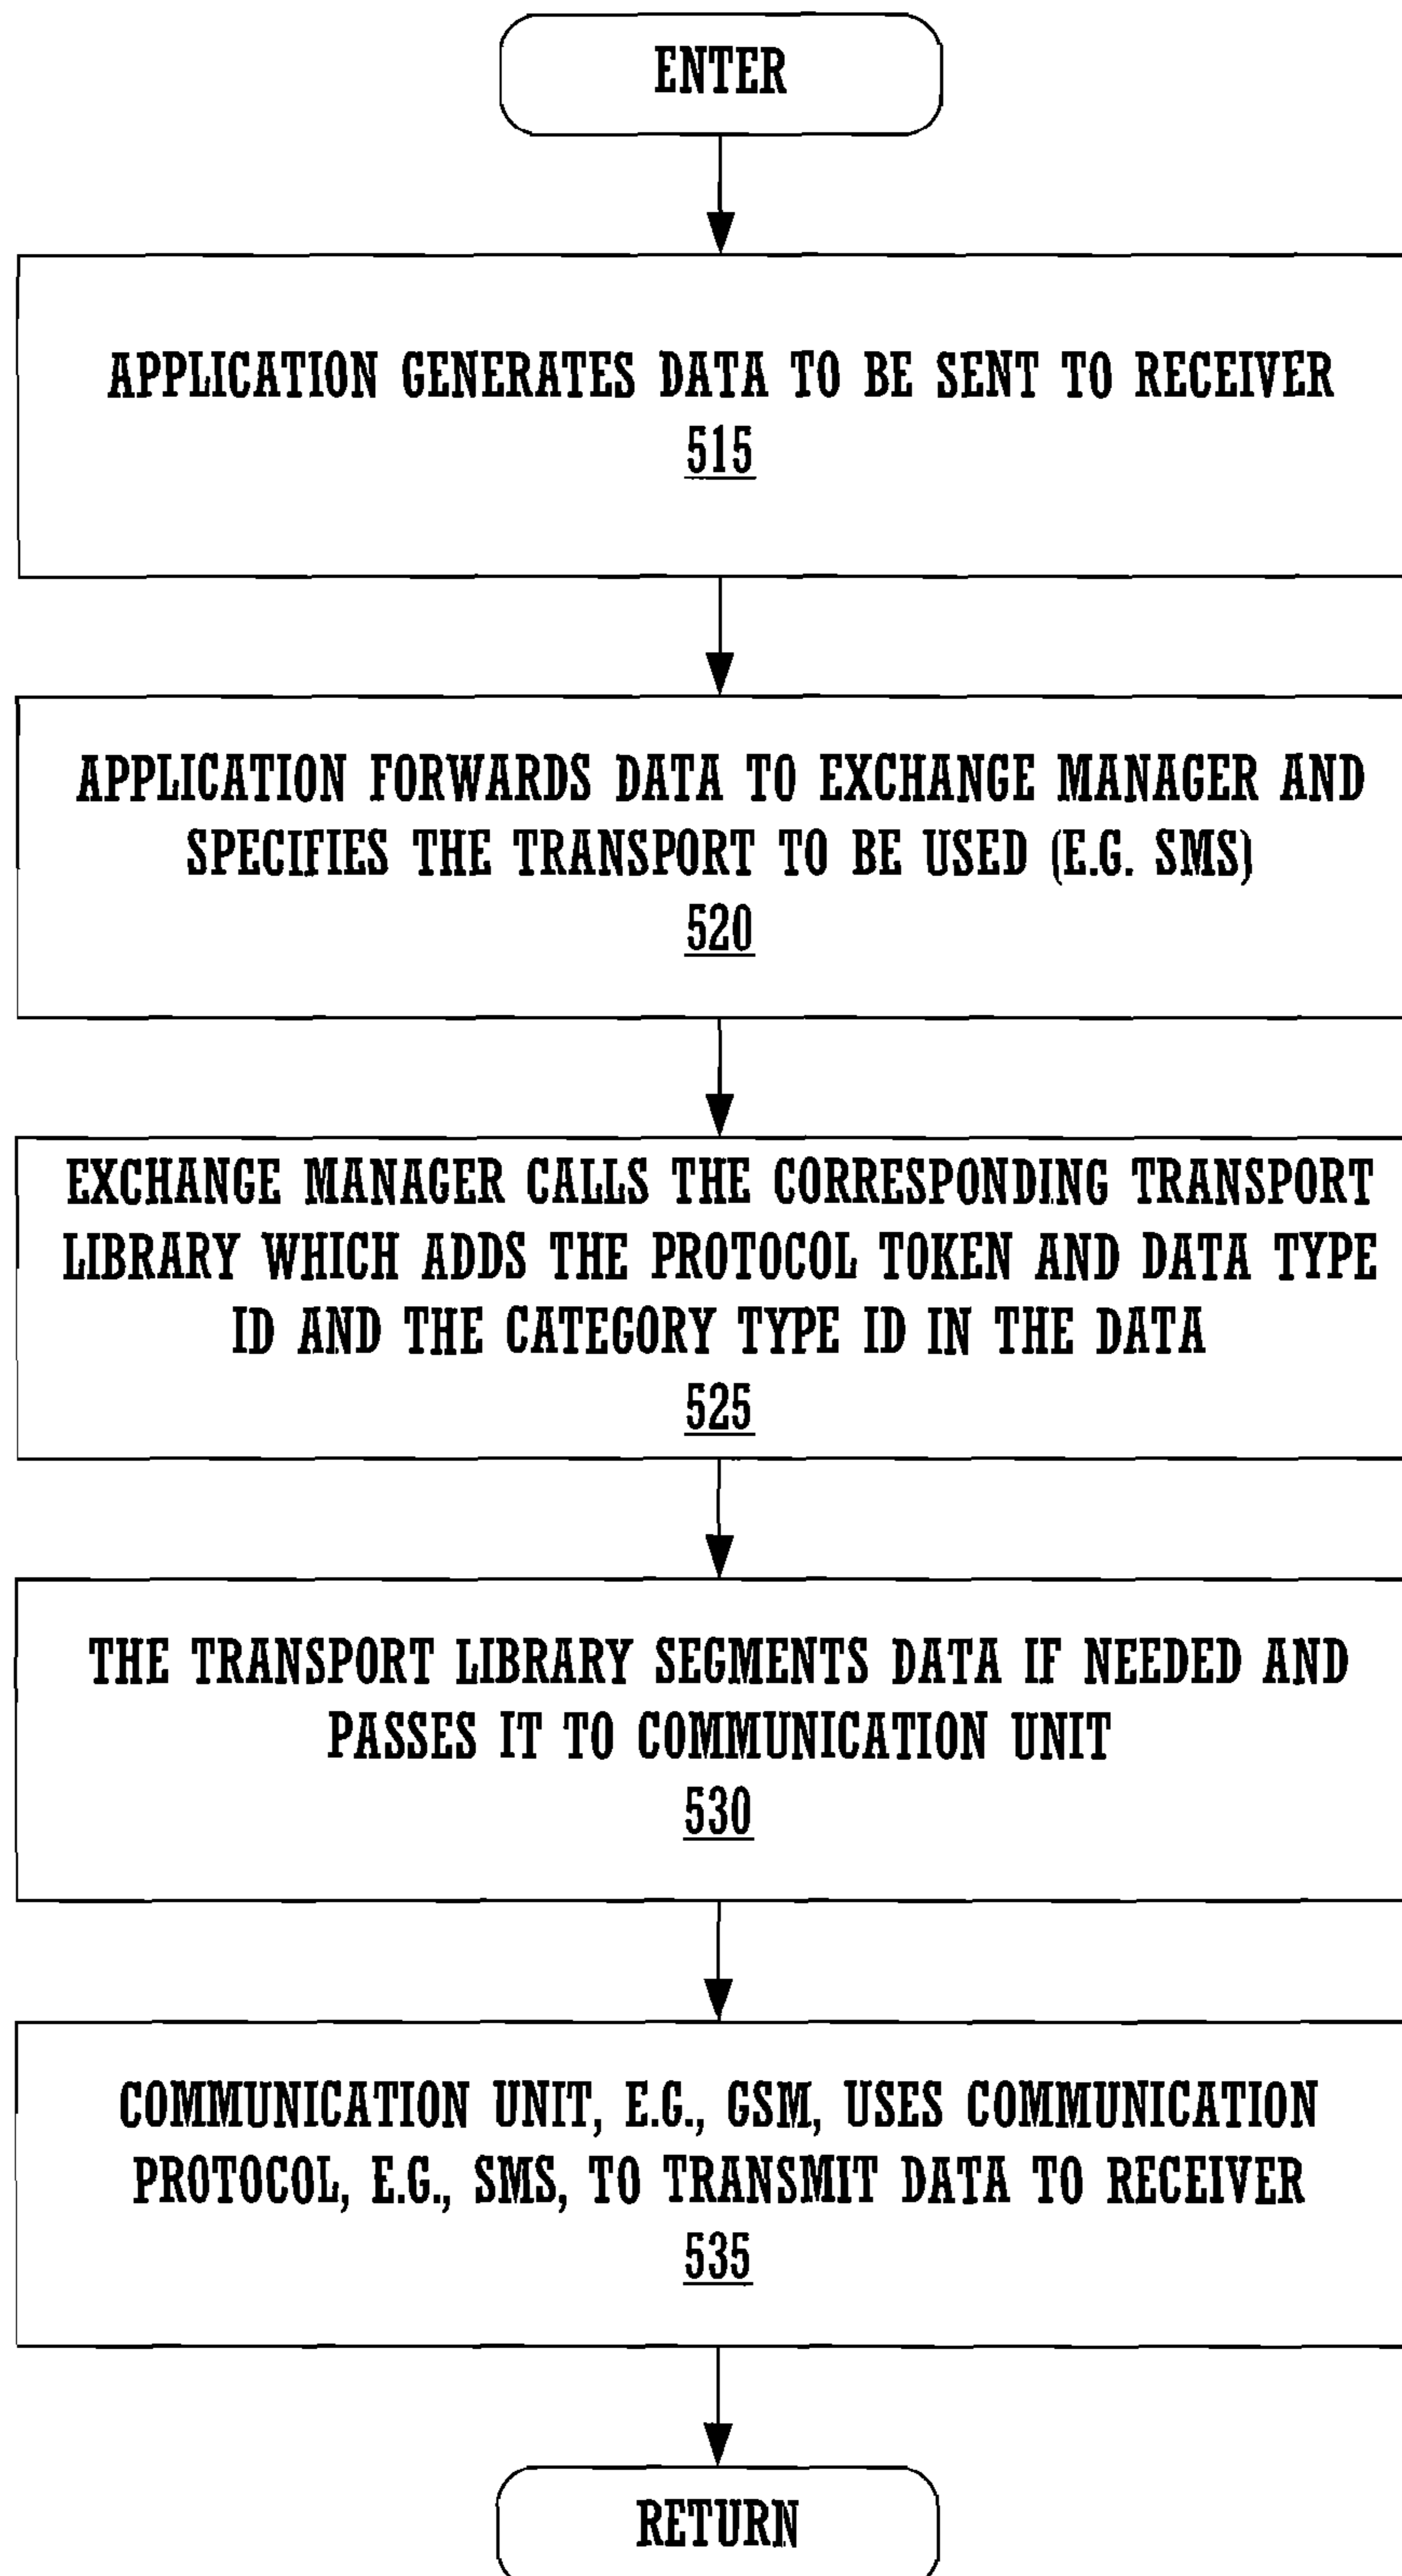 ENTER
APPLICATION GENERATES DATA TO BE SENT TO RECEIVER
515
APPLICATION FORWARDS DATA TO EXCHANGE MANAGER AND
SPECIFIES THE TRANSPORT TO BE USED (E.G. SMS)
520
EXCHANGE MANAGER CALLS THE CORRESPONDING TRANSPORT
LIBRARY WHICH ADDS THE PROTOCOL TOKEN AND DATA TYPE
ID AND THE CATEGORY TYPE ID IN THE DATA
525
THE TRANSPORT LIBRARY SEGMENTS DATA IF NEEDED AND
PASSES IT TO COMMUNICATION UNIT
530
COMMUNICATION UNIT, E.G., GSM, USES COMMUNICATION
PROTOCOL, E.G., SMS, TO TRANSMIT DATA TO RECEIVER
535
RETURN